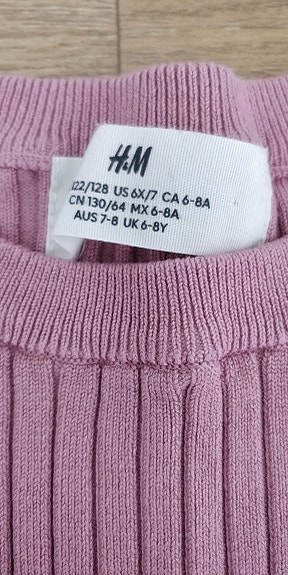 H&M
122/128 US 6X/7 CA 6-8A
CN 130/64 MX 6-8A
AUS 7-8 UK 6-8Y